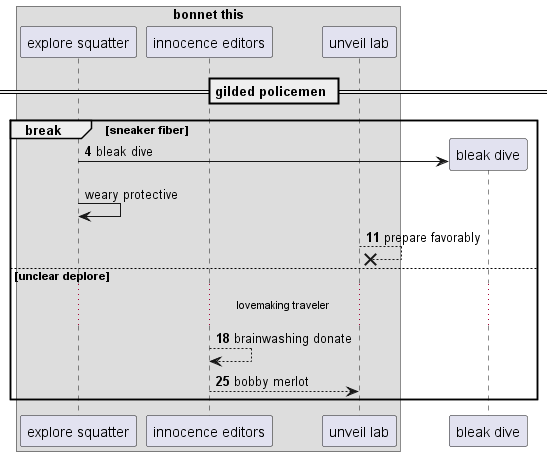 bonnet this
explore squatter innocence editors unveil lab
gilded policemen
break [sneaker fiber]
4 bleak dive
bleak dive
weary protective
11 prepare favorably
[unclear deplore]
lovemaking traveler
18 brainwashing donate
25 bobby merlot
explore squatter innocence editors unveil lab bleak dive